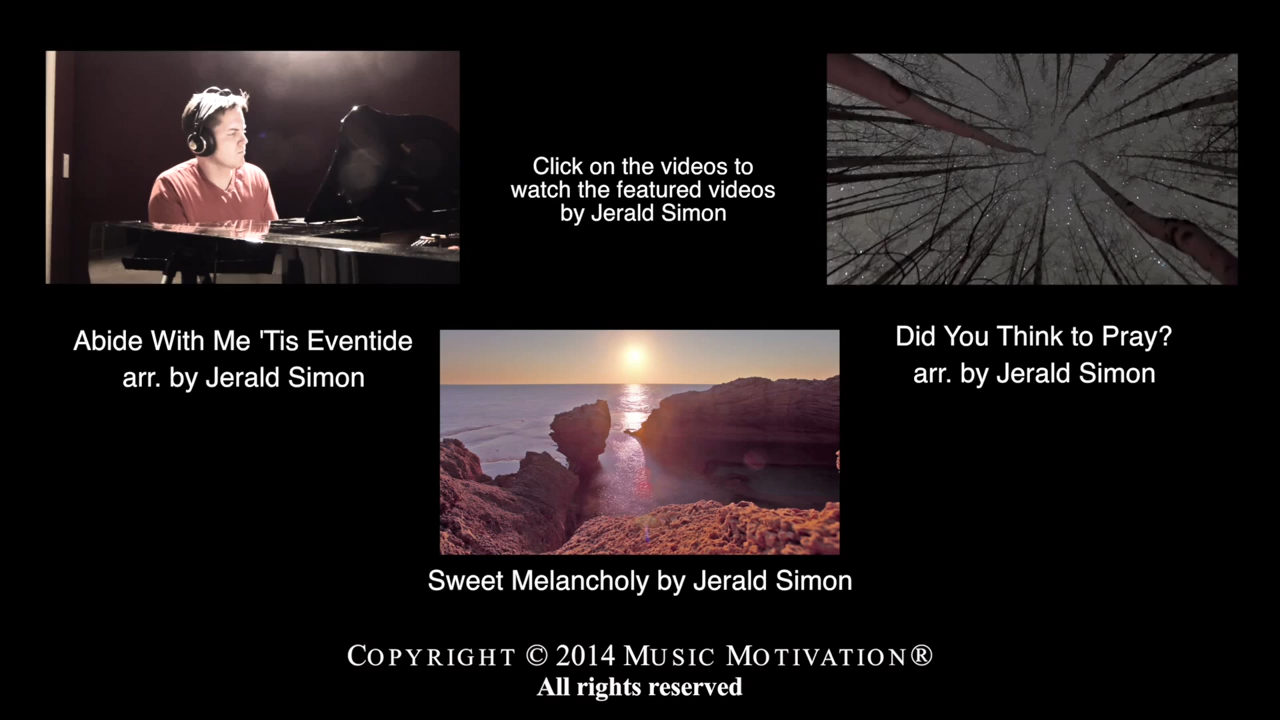 Click on the videos to
watch the featured videos
by Jerald Simon
Abide With Me 'Tis Eventide
arr. by Jerald Simon
Did You Think to Pray?
arr. by Jerald Simon
Sweet Melancholy by Jerald Simon
COPYRIGHT © 2014 MUSIC MOTIVATION®
All rights reserved